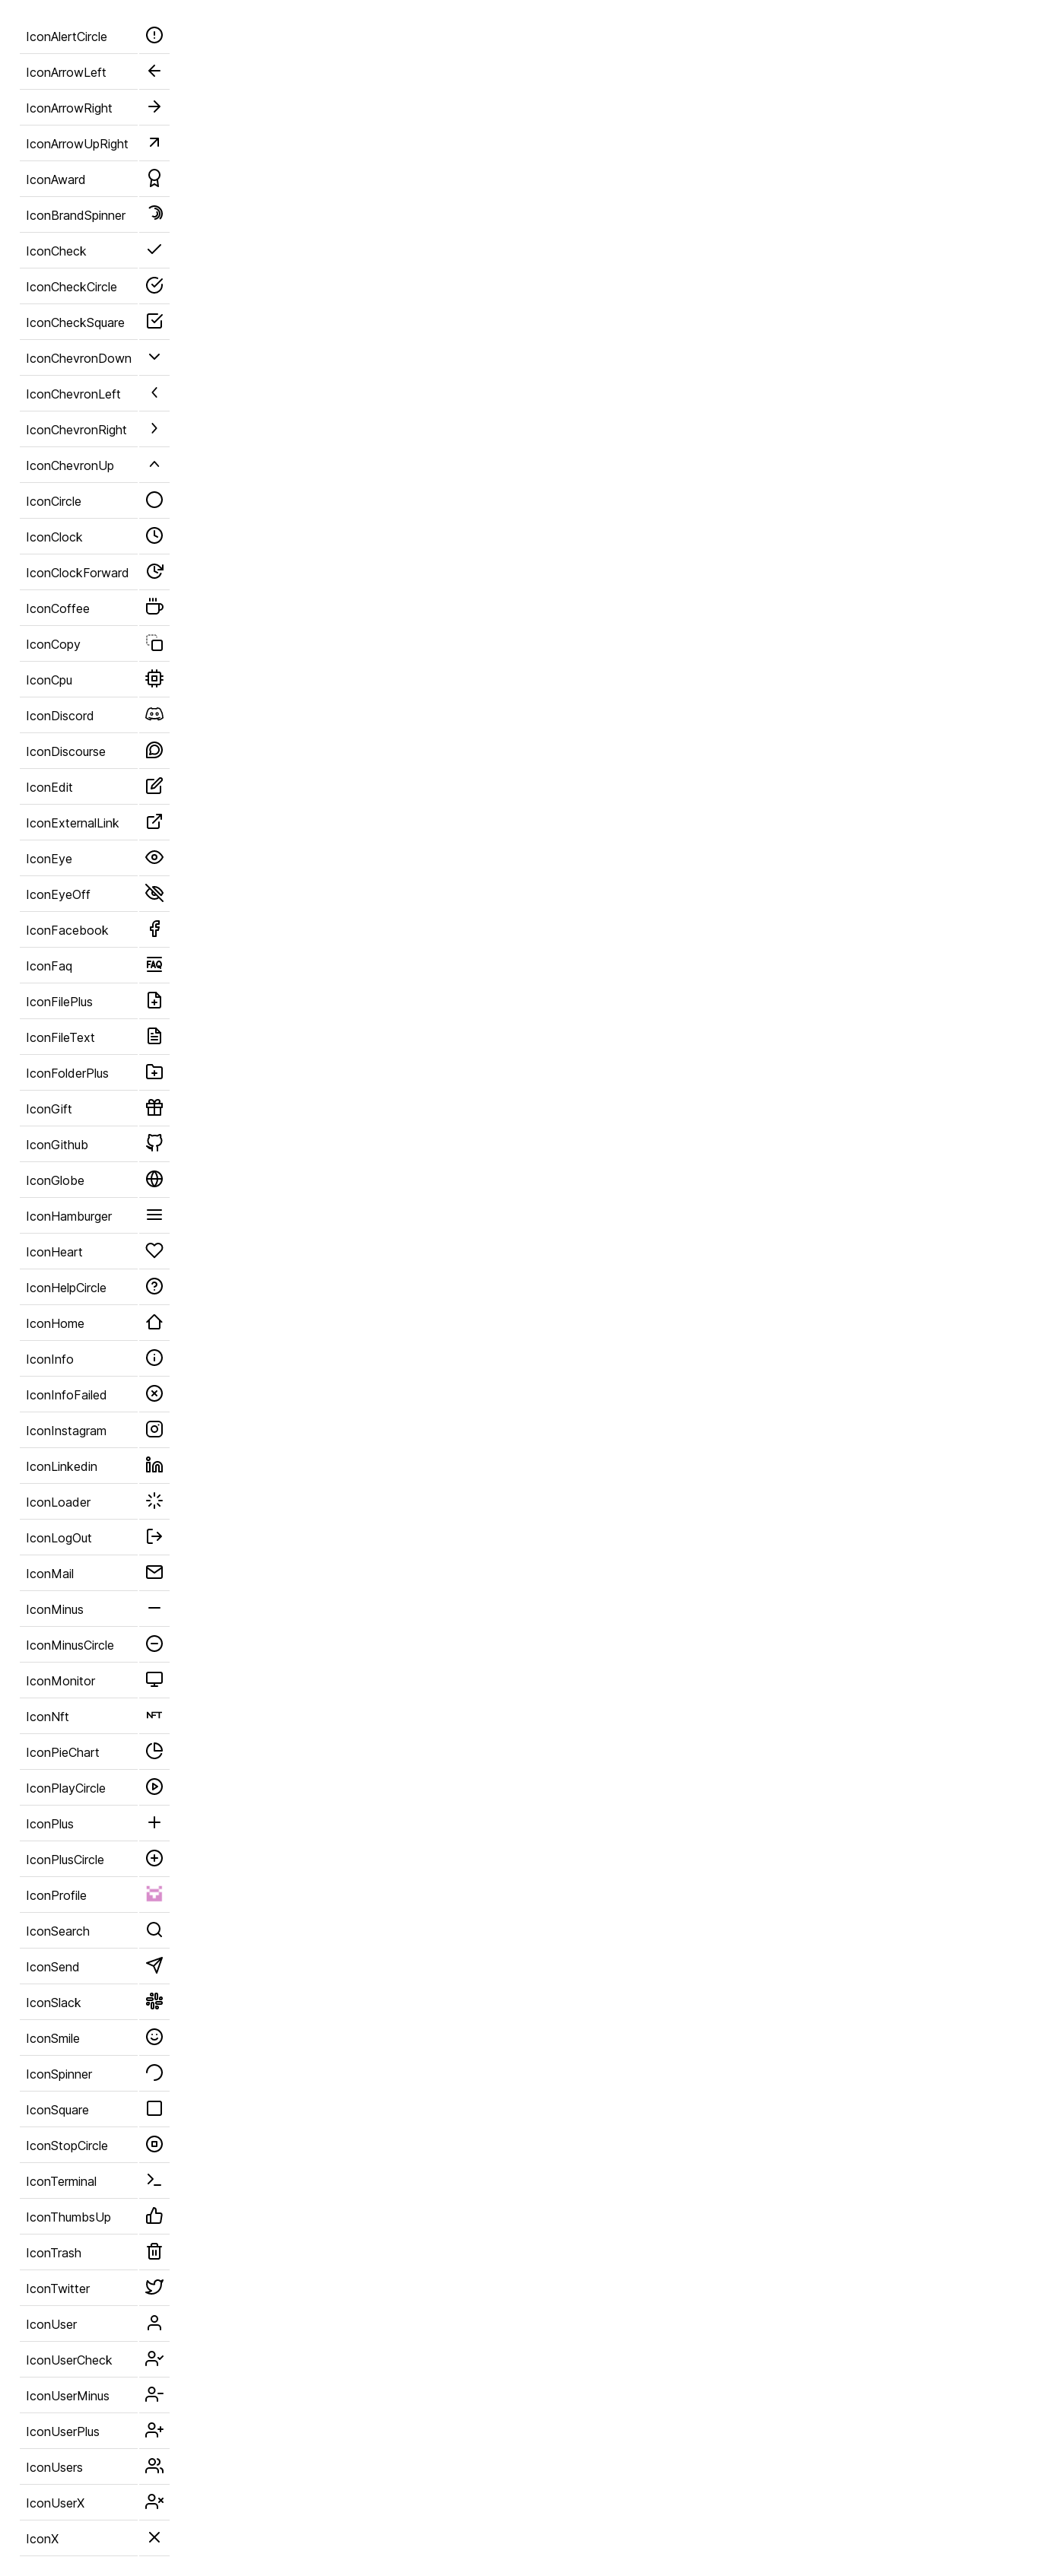 IconAlertCircle
IconArrowLeft
IconArrowRight
IconArrowUpRight
IconAward
IconBrandSpinner
IconCheck
IconCheckCircle
IconCheckSquare
IconChevronDown
IconChevronLeft
IconChevronRight
IconChevronUp
IconCircle
IconClock
IconClockForward
IconCoffee
IconCopy
IconCpu
IconDiscord
IconDiscourse
IconEdit
IconExternalLink
IconEye
IconEyeOff
IconFacebook
IconFaq FAQ
IconFilePlus
IconFileText
IconFolderPlus
IconGift
IconGithub
IconGlobe
IconHamburger
IconHeart
IconHelpCircle
IconHome
IconInfo
IconInfoFailed
IconInstagram
IconLinkedin
IconLoader
IconLogOut
IconMail
IconMinus
IconMinusCircle
IconMonitor
IconNft NFT
IconPieChart
IconPlayCircle
IconPlus
IconPlusCircle
IconProfile
IconSearch
IconSend
IconSlack
IconSmile
IconSpinner
IconSquare
IconStopCircle
IconTerminal
IconThumbsUp
IconTrash
IconTwitter
IconUser
IconUserCheck
IconUserMinus
IconUserPlus
IconUsers
IconUserX
IconX